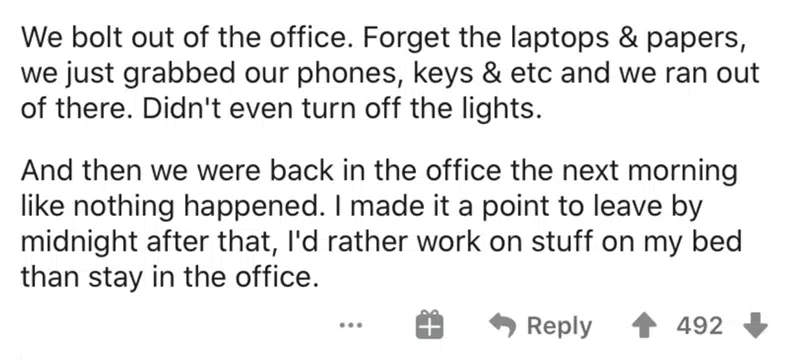 We bolt out of the office. Forget the laptops & papers,
we just grabbed our phones, keys & etc and we ran out
of there. Didn't even turn off the lights.
And then we were back in the office the next morning
like nothing happened. I made it a point to leave by
midnight after that, I'd rather work on stuff on my bed
than stay in the office.
... Reply 492